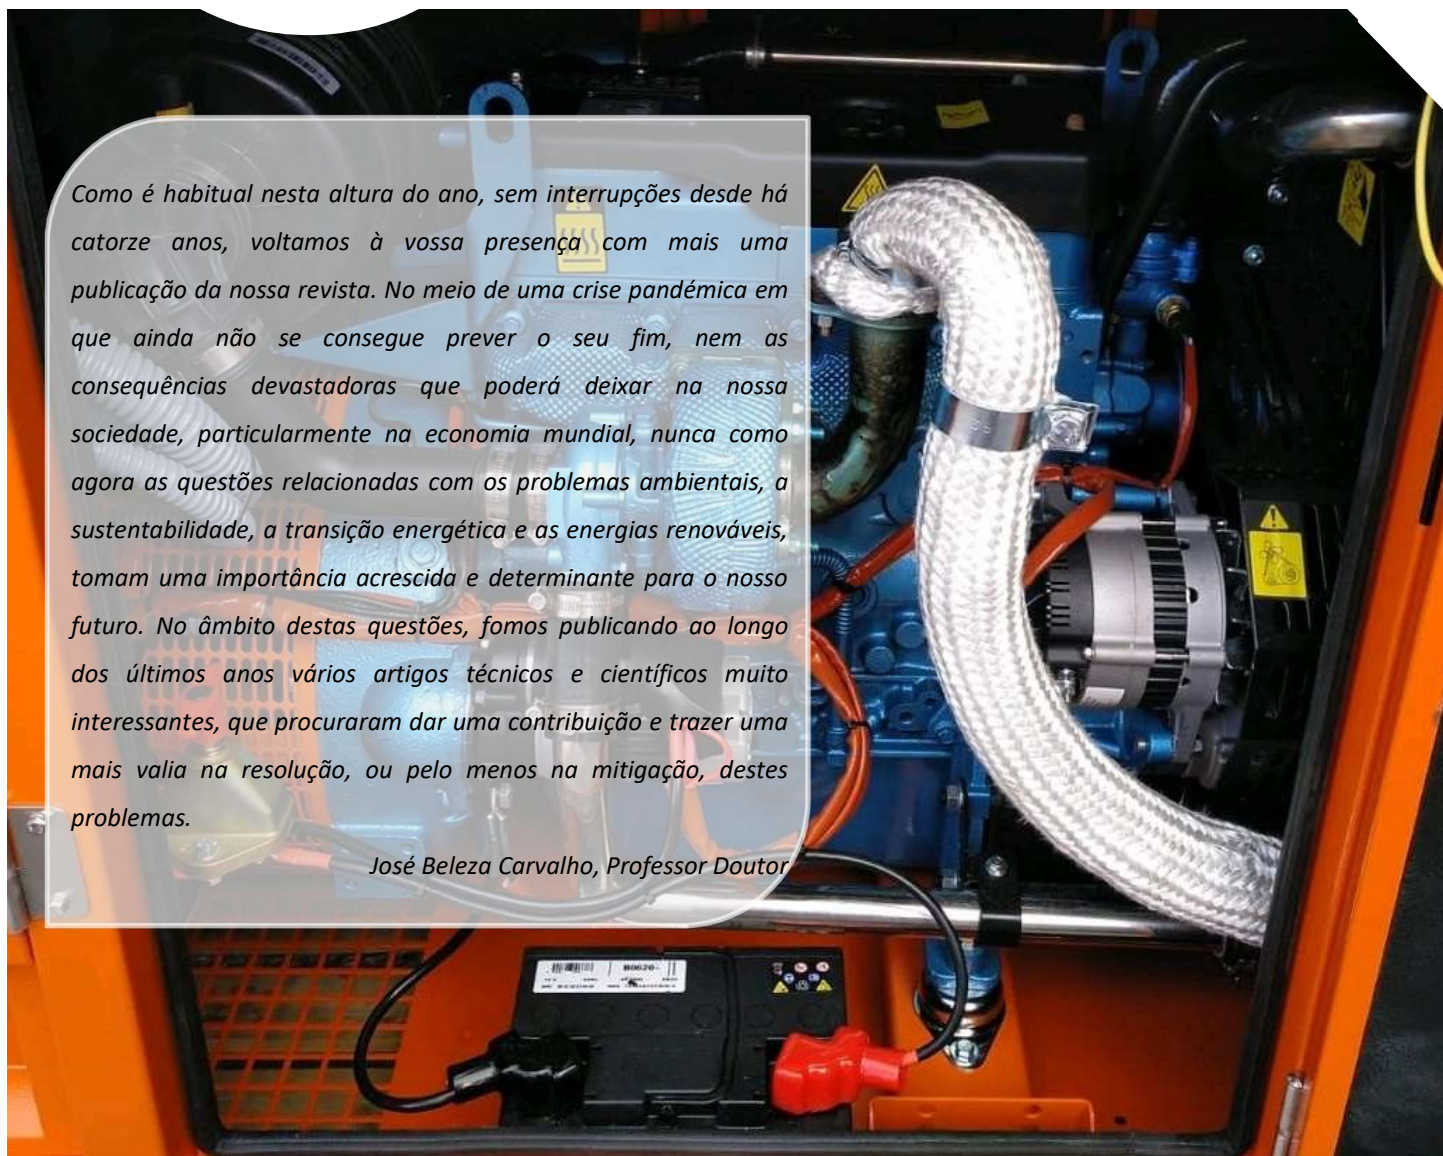 Como é habitual nesta altura do ano, sem interrupções desde há
catorze anos, voltamos à vossa presença com mais uma
publicação da nossa revista. No meio de uma crise pandémica em
que ainda não se consegue prever o seu fim, nem as
consequências devastadoras que poderá deixar na nossa
sociedade, particularmente na economia mundial, nunca como
agora as questões relacionadas com os problemas ambientais, a
sustentabilidade, a transição energética e as energias renováveis,
tomam uma importância acrescida e determinante para o nosso
futuro. No âmbito destas questões, fomos publicando ao longo
dos últimos anos vários artigos técnicos e científicos muito
interessantes, que procuraram dar uma contribuição e trazer uma
mais valia na resolução, ou pelo menos na mitigação, destes
problemas.
José Beleza Carvalho, Professor Doutor
B0620-